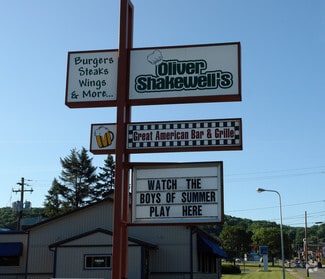 Burgers
Steaks
Wings
& More...
Oliver
Shakewell's
Great American Bar & Grille
WATCH THE
BOYS OF SUMMER
PLAY HERE